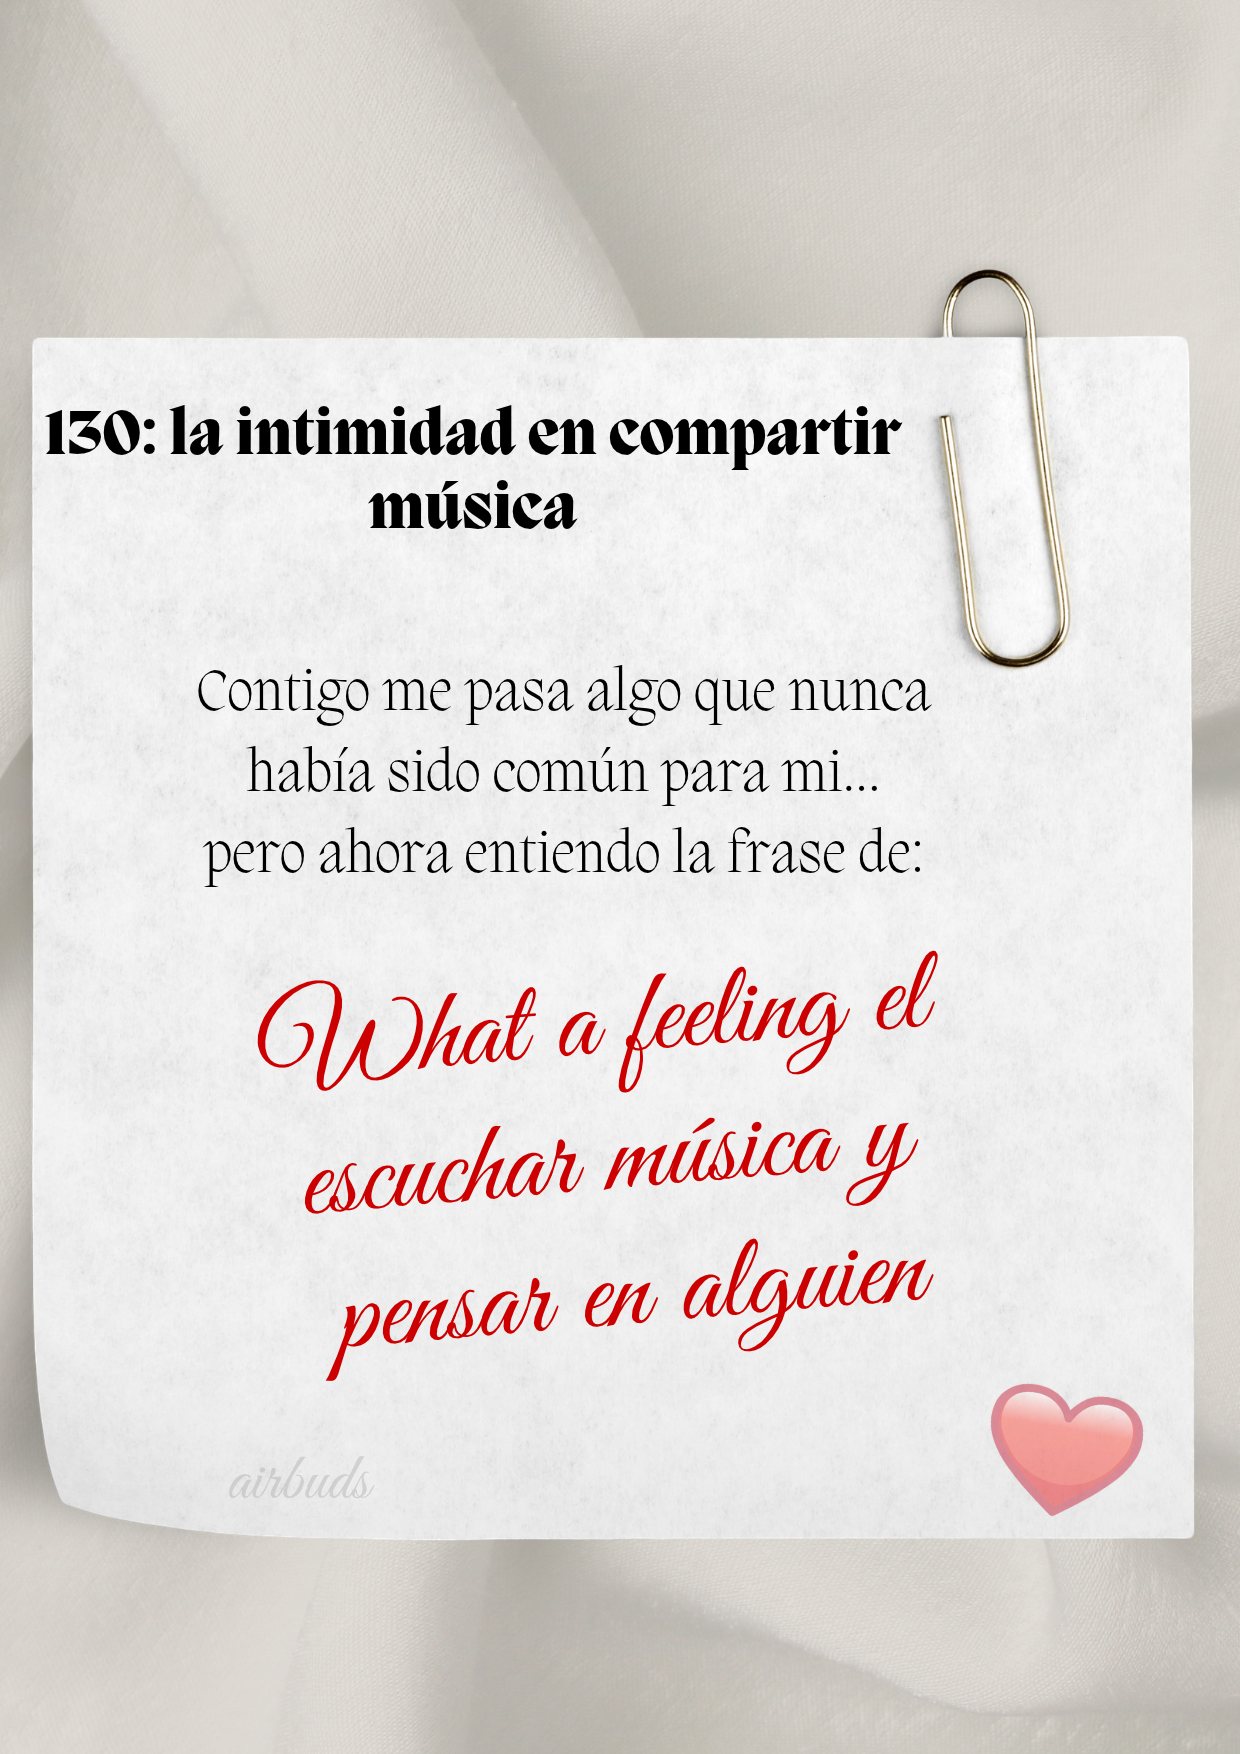 130: la intimidad en compartir
música
Contigo me pasa algo que nunca
había sido común para mi...
pero ahora entiendo la frase de:
What a feeling el
escuchar música y
pensar en alguien
airbuds